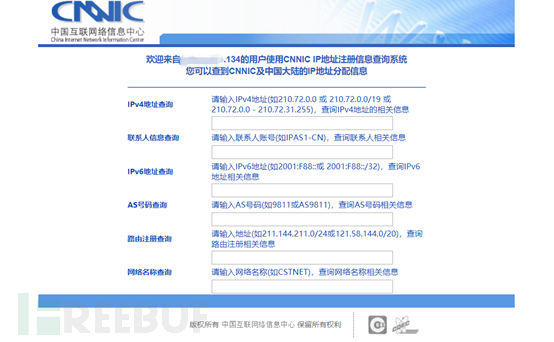 CNNIC
中国互联网络信息中心
China Internet Network Information Center
欢迎来自 .134的用户使用CNNIC IP地址注册信息查询系统
您可以查到CNNIC及中国大陆的IP地址分配信息
IPv4地址查询
请输入IPv4地址(如210.72.0.0 或 210.72.0.0/19 或
210.72.0.0 - 210.72.31.255)，查询IPv4地址的相关信息
联系人信息查询
请输入联系人账号(如IPAS1-CN)，查询联系人相关信息
IPv6地址查询
请输入IPv6地址(如2001:F88::或 2001:F88::/32)，查询IPv6
地址相关信息
AS号码查询
请输入AS号码(如9811或AS9811)，查询AS号码相关信息
路由注册查询
请输入地址(如211.144.211.0/24或121.58.144.0/20)，查询
路由注册相关信息
网络名称查询
请输入网络名称(如CSTNET)，查询网络名称相关信息
FREEBUF
版权所有 中国互联网络信息中心 保留所有权利